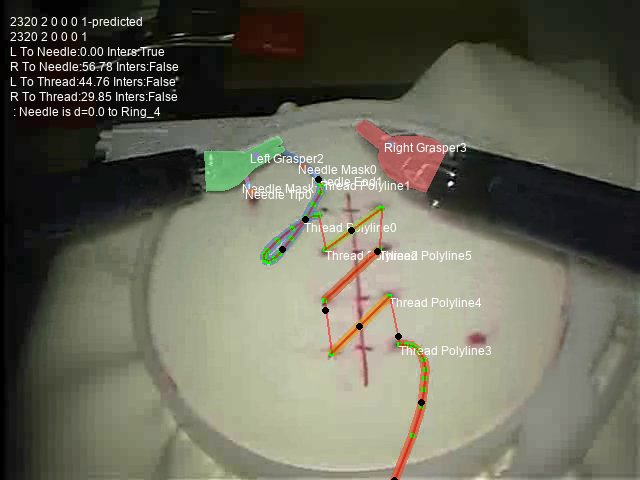 2320 2 0 0 0 1-predicted
2320 2 0 0 0 1
L To Needle:0.00 Inters:True
R To Needle:56.78 Inters:False
L To Thread:44.76 Inters:False
R To Thread:29.85 Inters:False
: Needle is d=0.0 to Ring_4
Right Grasper3
Left Grasper2
Needle Mask0
Needle End1
Thread Polyline1
Needle Mask
Needle Tip0
Thread Polyline0
Thread Polyline5
Thread Polyline4
Thread Polyline3